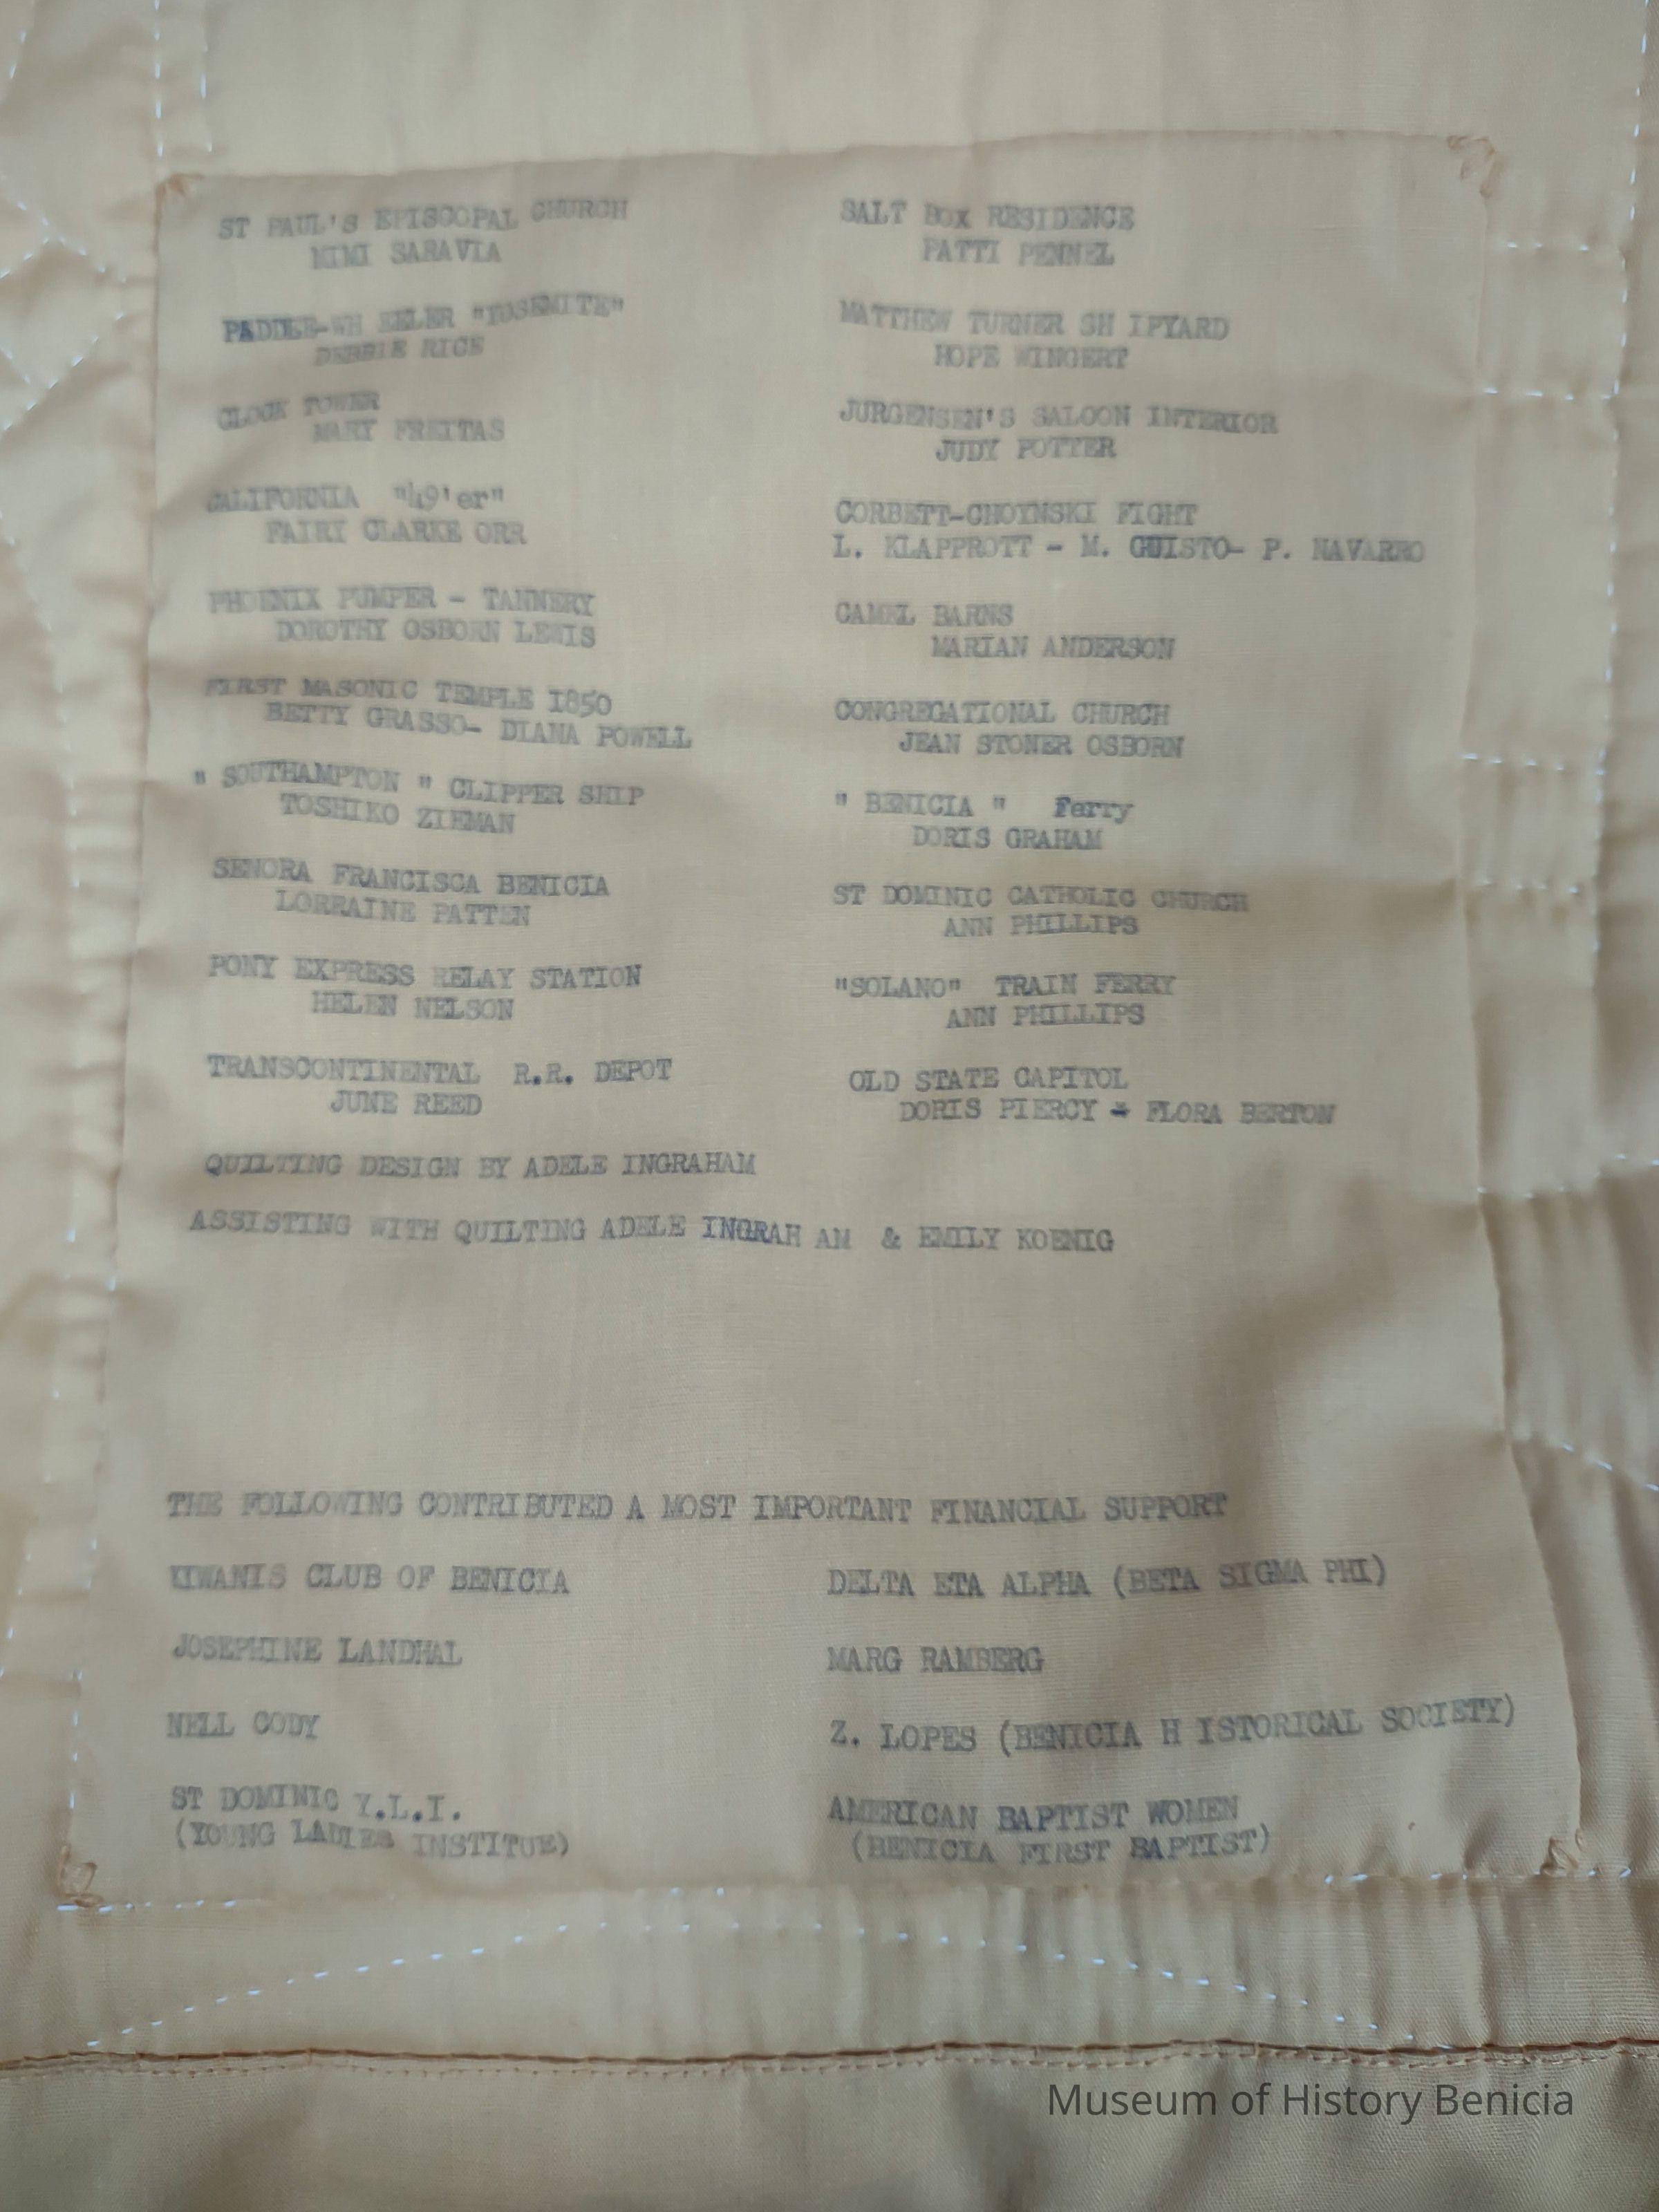 ST PAUL'S EPISCOPAL CHURCH
MIMI SARAVIA
PADDLE-WH EELER "YOSEMITE"
DEBBIE RICE
CLOCK TOWER
MARY FREITAS
CALIFORNIA "49'er"
FAIRY CLARKE ORR
PHOENIX PUMPER - TANNERY
DOROTHY OSBORN LEWIS
FIRST MASONIC TEMPLE 1850
BETTY GRASSO- DIANA POWELL
" SOUTHAMPTON " CLIPPER SHIP
TOSHIKO ZIEMAN
SENORA FRANCISCA BENICIA
LORRAINE PATTEN
PONY EXPRESS RELAY STATION
HELEN NELSON
TRANSCONTINENTAL R.R. DEPOT
JUNE REED
SALT BOX RESIDENCE
PATTI PENNEL
MATTHEW TURNER SH IPYARD
HOPE WINGERT
JURGENSEN'S SALOON INTERIOR
JUDY POTTER
CORBETT-CHOYNSKI FIGHT
L. KLAPPROTT - M. GUISTO- P. NAVARRO
CAMEL BARNS
MARIAN ANDERSON
CONGREGATIONAL CHURCH
JEAN STONER OSBORN
" BENICIA " Ferry
DORIS GRAHAM
ST DOMINIC CATHOLIC CHURCH
ANN PHILLIPS
"SOLANO" TRAIN FERRY
ANN PHILLIPS
OLD STATE CAPITOL
DORIS PIERCY - FLORA BERTON
QUILTING DESIGN BY ADELE INGRAHAM
ASSISTING WITH QUILTING ADELE INGRAH AM & EMILY KOENIG
THE FOLLOWING CONTRIBUTED A MOST IMPORTANT FINANCIAL SUPPORT
KIWANIS CLUB OF BENICIA
JOSEPHINE LANDHAL
NELL CODY
ST DOMINIC Y.L.I.
(YOUNG LADIES INSTITUE)
DELTA ETA ALPHA (BETA SIGMA PHI)
MARG RAMBERG
Z. LOPES (BENICIA H ISTORICAL SOCIETY)
AMERICAN BAPTIST WOMEN
(BENICIA FIRST BAPTIST)
Museum of History Benicia